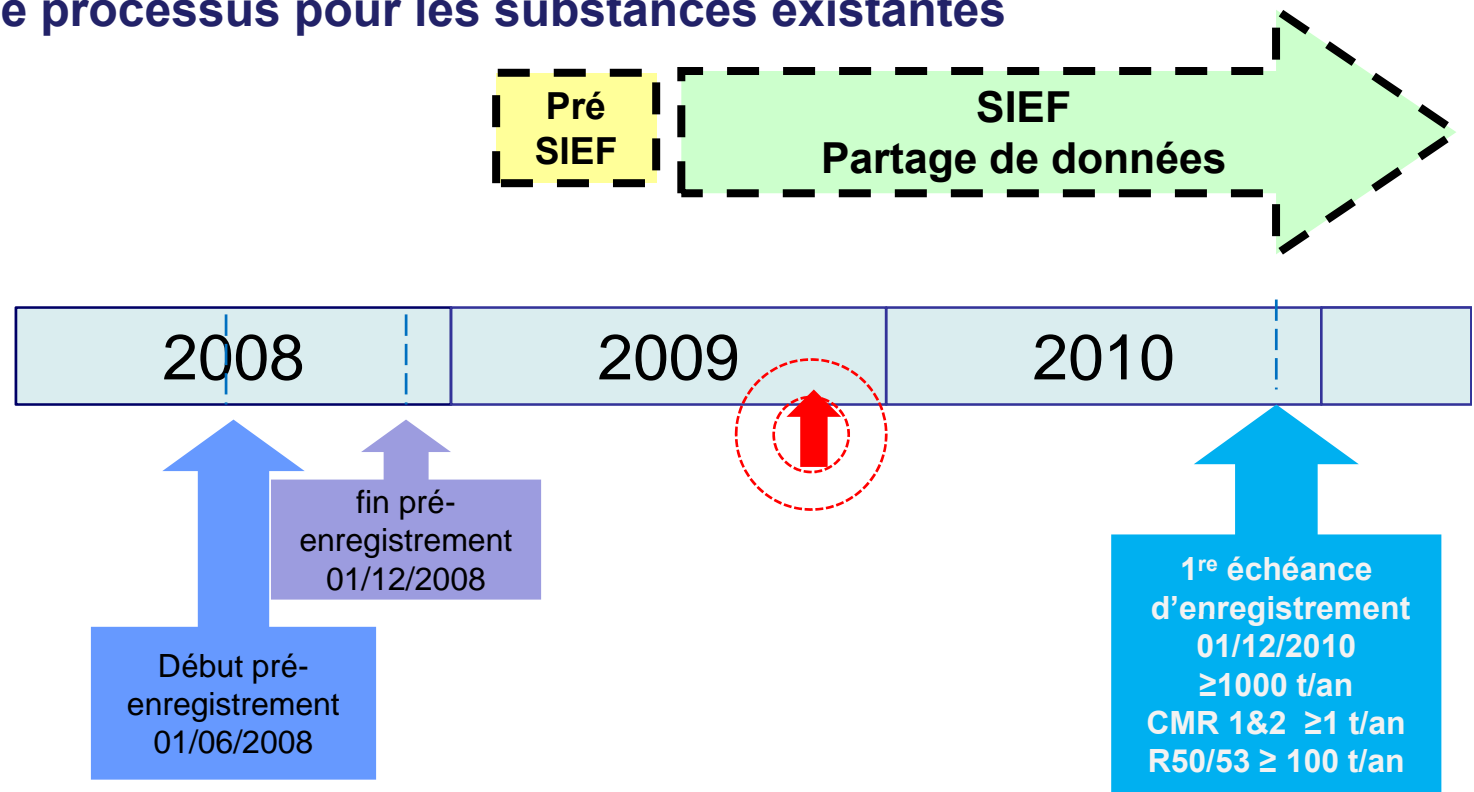 e processus pour les substances existantes
Pré
SIEF
SIEF
Partage de données
2008
2009
2010
fin pré-
enregistrement
01/12/2008
Début pré-
enregistrement
01/06/2008
1re échéance
d’enregistrement
01/12/2010
≥1000 t/an
CMR 1&2 ≥1 t/an
R50/53 ≥ 100 t/an